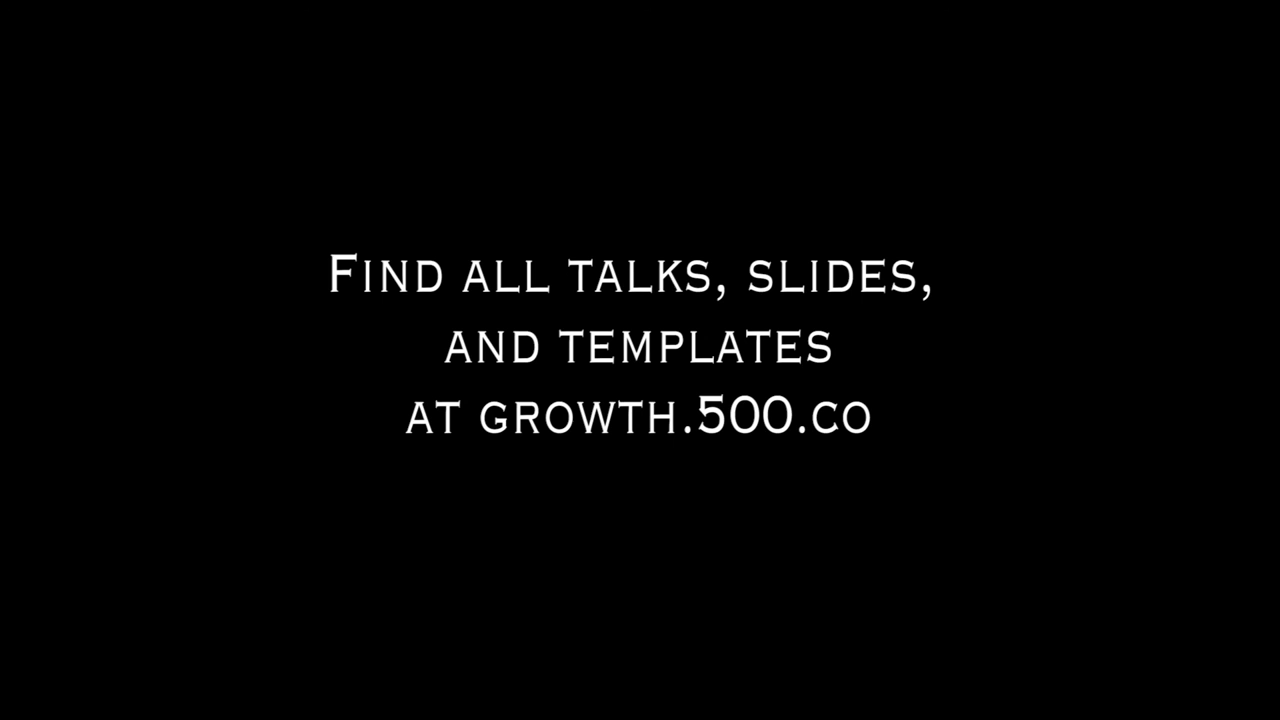 Find all talks, slides,
and templates
at growth.500.co